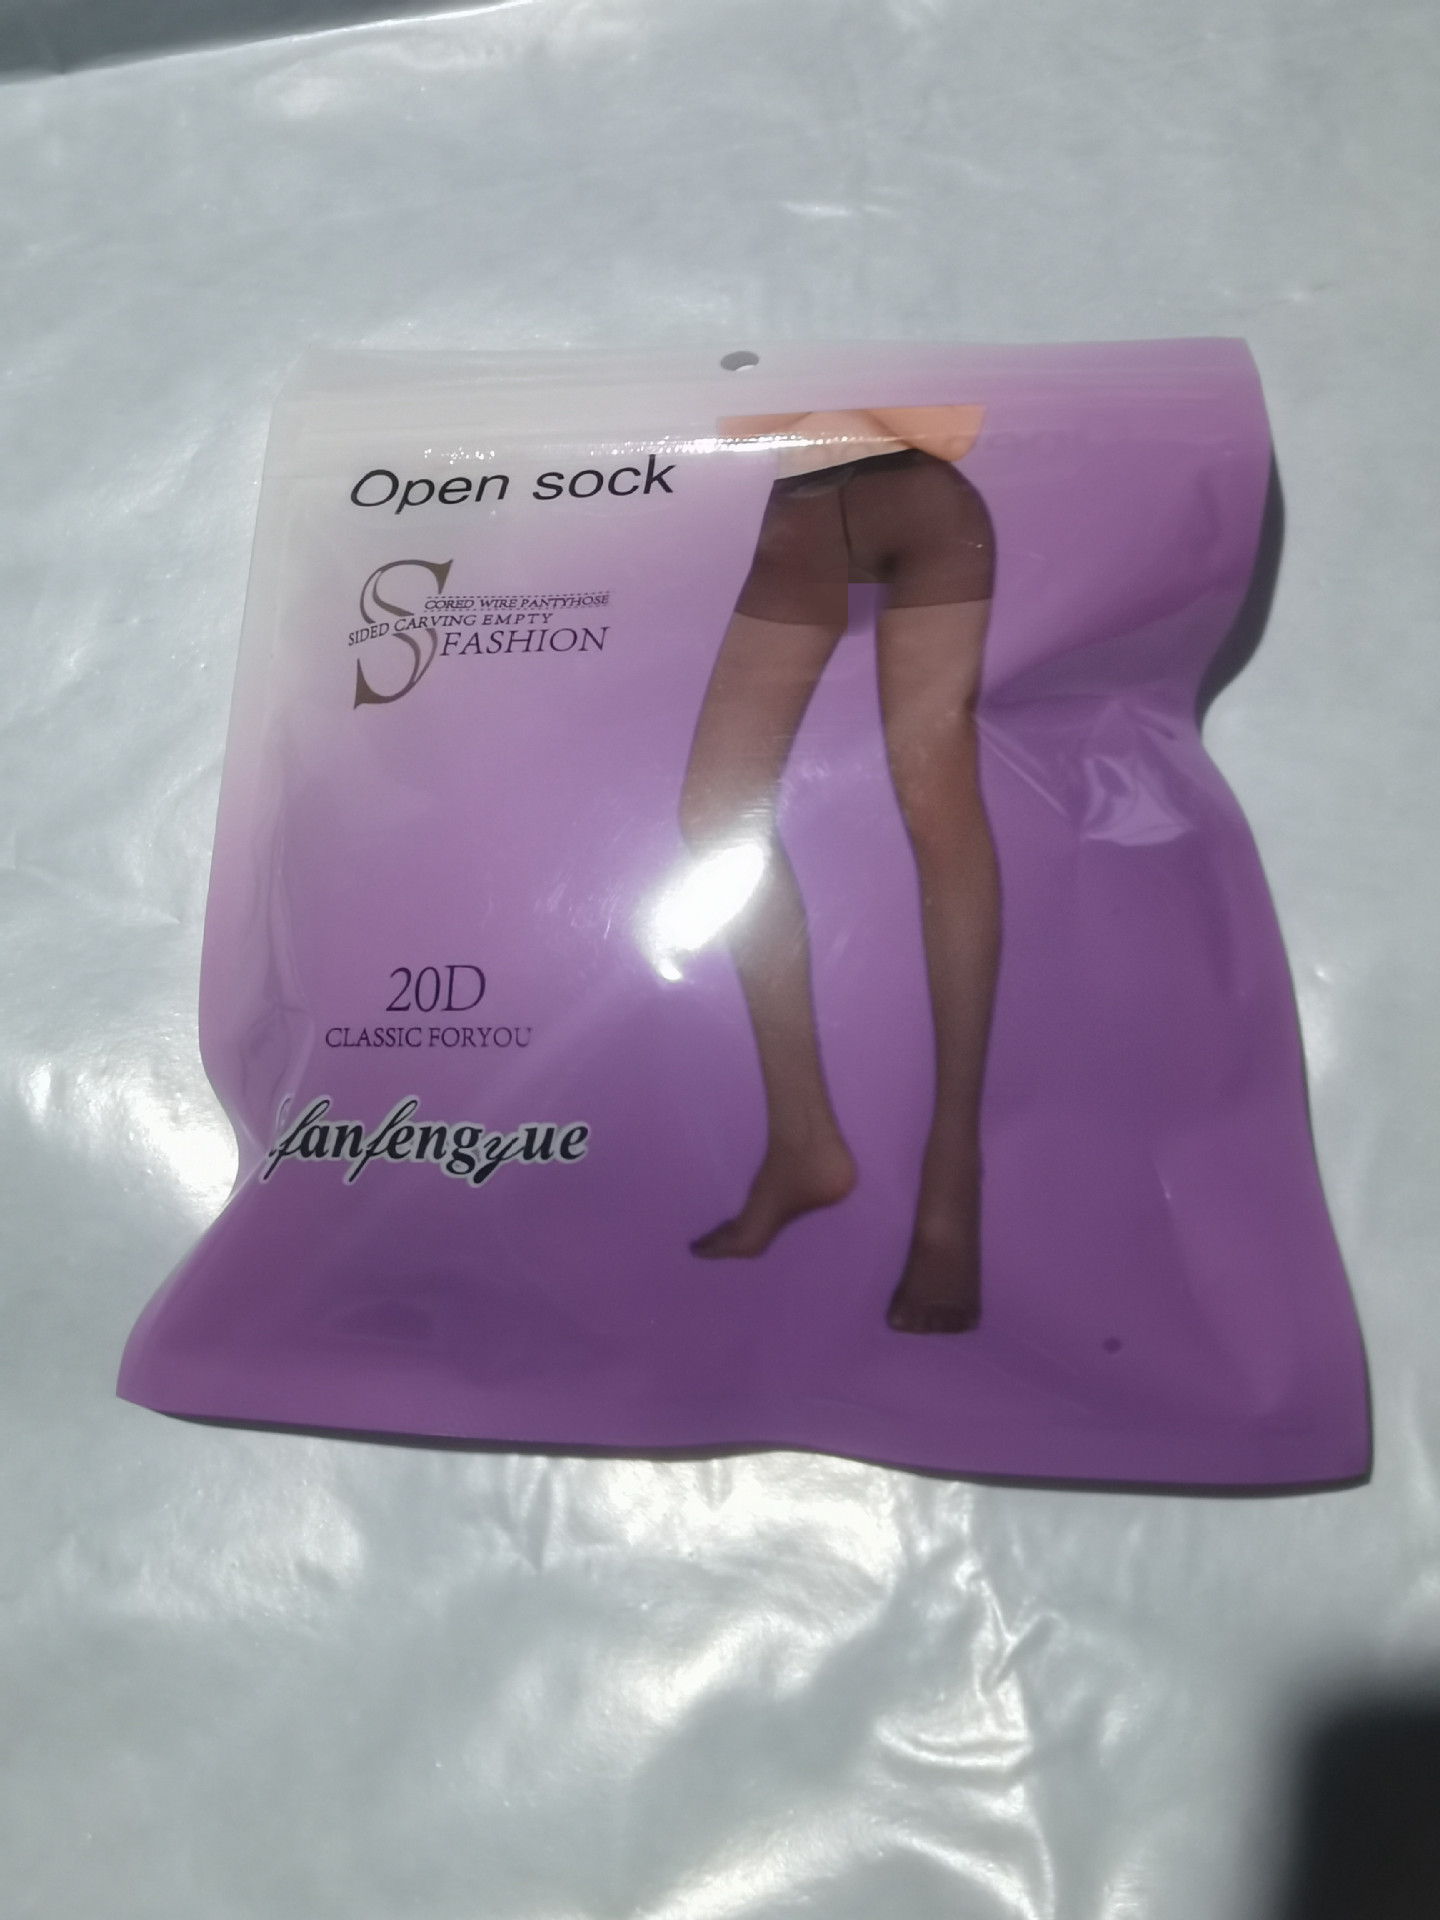 Open sock
S
CORED WIRE PANTYHOSE
SIDED CARVING EMPTY
FASHION
20D
CLASSIC FORYOU
fanfengyue